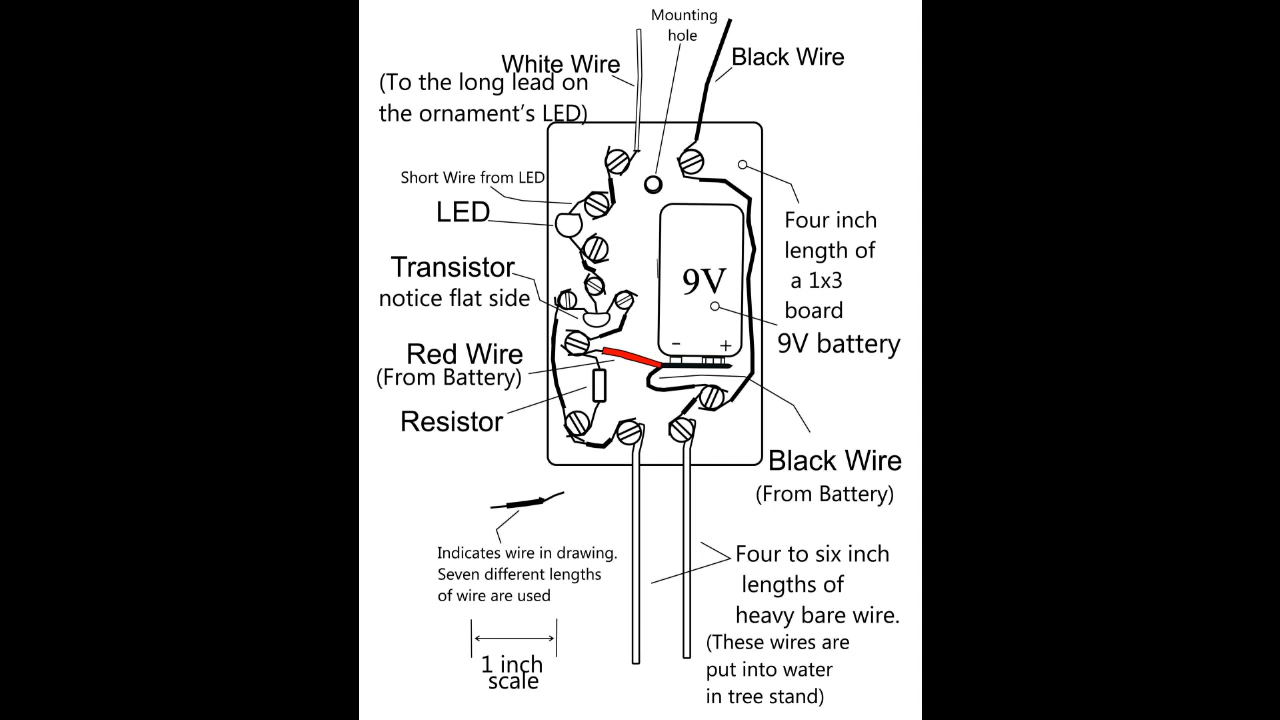 Mounting
hole
White Wire
(To the long lead on
the ornament's LED)
Black Wire
Short Wire from LED
LED
Transistor
notice flat side
Red Wire
(From Battery)
Resistor
9V
− +
Four inch
length of
a 1x3
board
9V battery
Black Wire
(From Battery)
Indicates wire in drawing.
Seven different lengths
of wire are used
Four to six inch
lengths of
heavy bare wire.
(These wires are
put into water
in tree stand)
1 inch
scale